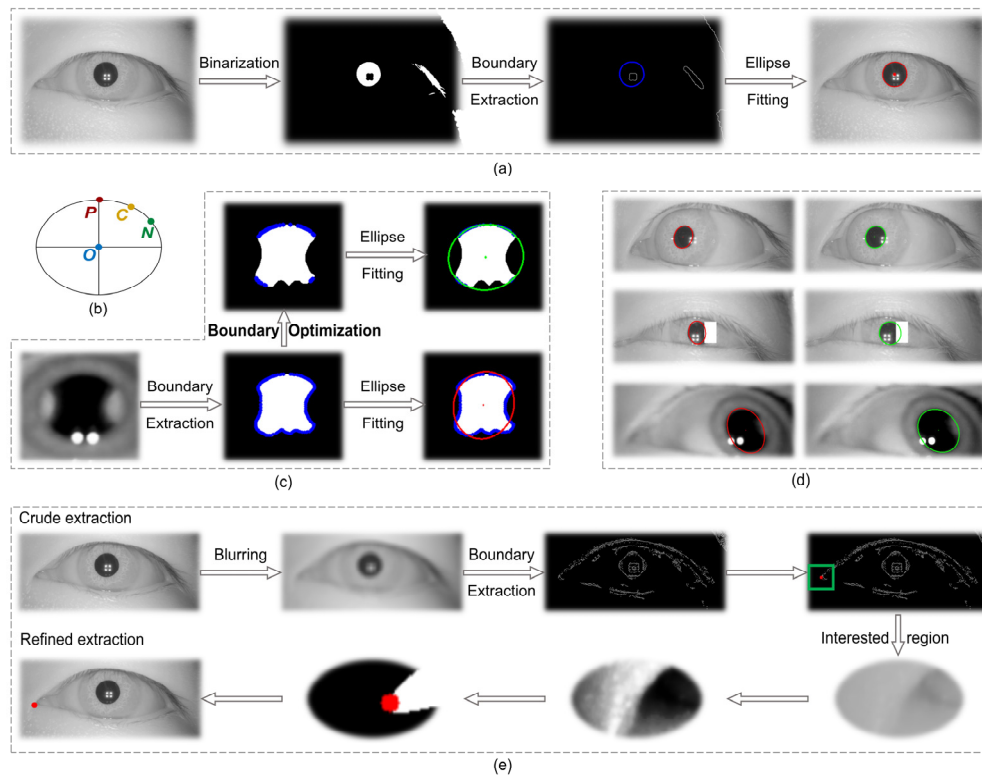 Binarization
Boundary
Extraction
Ellipse
Fitting
(a)
P
C
N
O
(b)
Ellipse
Fitting
Boundary Optimization
Boundary
Extraction
Ellipse
Fitting
(c)
(d)
Crude extraction
Blurring
Boundary
Extraction
Refined extraction
Interested region
(e)